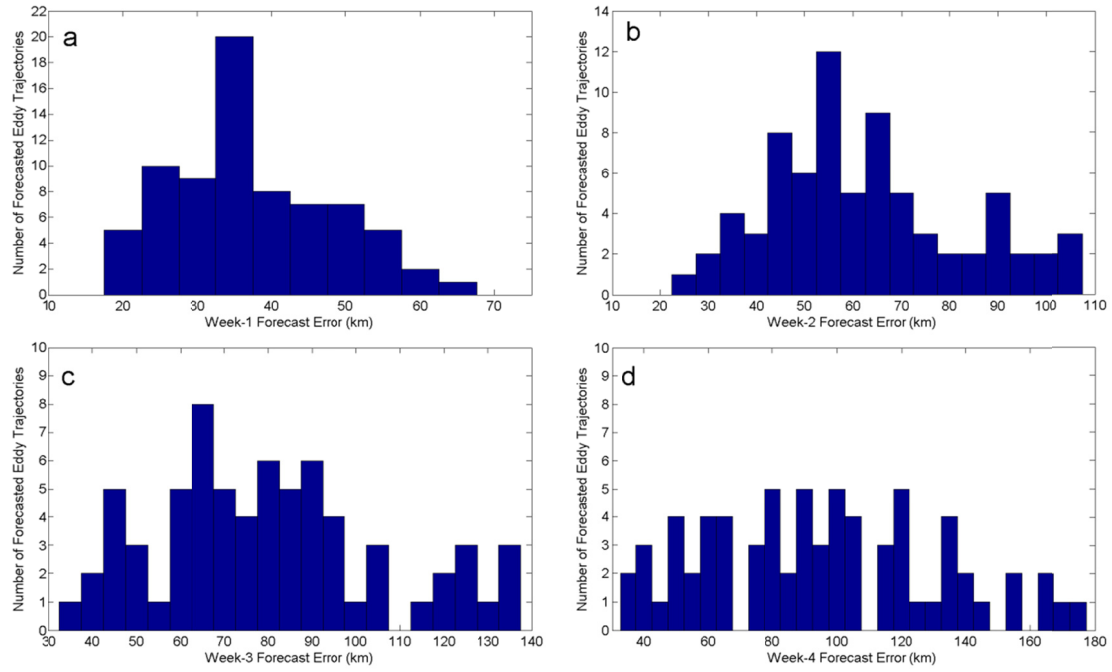 a
Number of Forecasted Eddy Trajectories
22
20
18
16
14
12
10
8
6
4
2
0
10 20 30 40 50 60 70
Week-1 Forecast Error (km)
b
Number of Forecasted Eddy Trajectories
14
12
10
8
6
4
2
0
10 20 30 40 50 60 70 80 90 100 110
Week-2 Forecast Error (km)
c
Number of Forecasted Eddy Trajectories
10
9
8
7
6
5
4
3
2
1
0
30 40 50 60 70 80 90 100 110 120 130 140
Week-3 Forecast Error (km)
d
Number of Forecasted Eddy Trajectories
10
9
8
7
6
5
4
3
2
1
0
40 60 80 100 120 140 160 180
Week-4 Forecast Error (km)